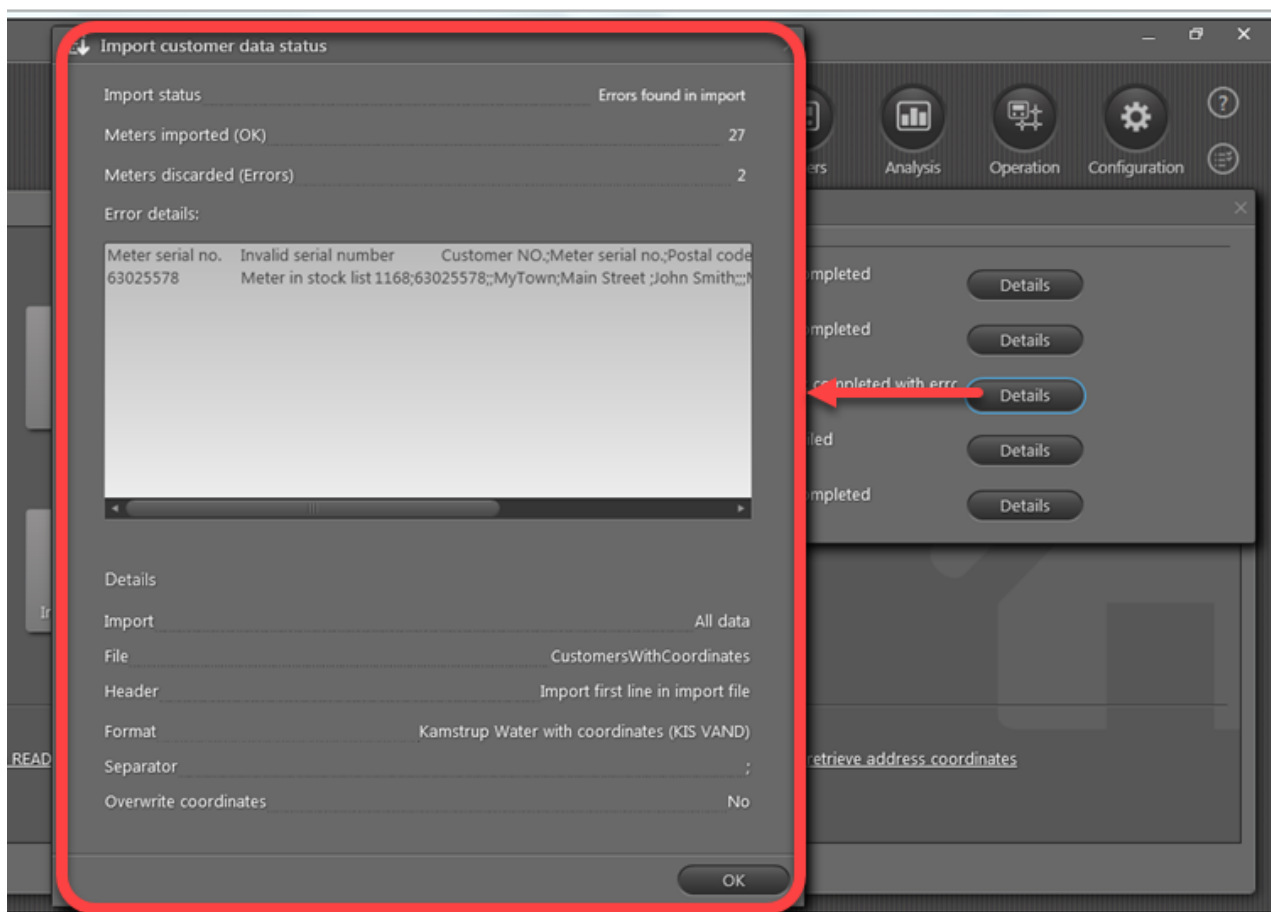 Import customer data status
Import status Errors found in import
Meters imported (OK) 27
Meters discarded (Errors) 2
Error details:
Meter serial no. Invalid serial number Customer NO.;Meter serial no.;Postal code
63025578 Meter in stock list 1168;63025578;;MyTown;Main Street ;John Smith;;;
Details
Import All data
File CustomersWithCoordinates
Header Import first line in import file
Format Kamstrup Water with coordinates (KIS VAND)
Separator ;
Overwrite coordinates No
OK
Analysis
Operation
Configuration
?
Details
Details
completed with
Details
Details
Details
READ
retrieve address coordinates